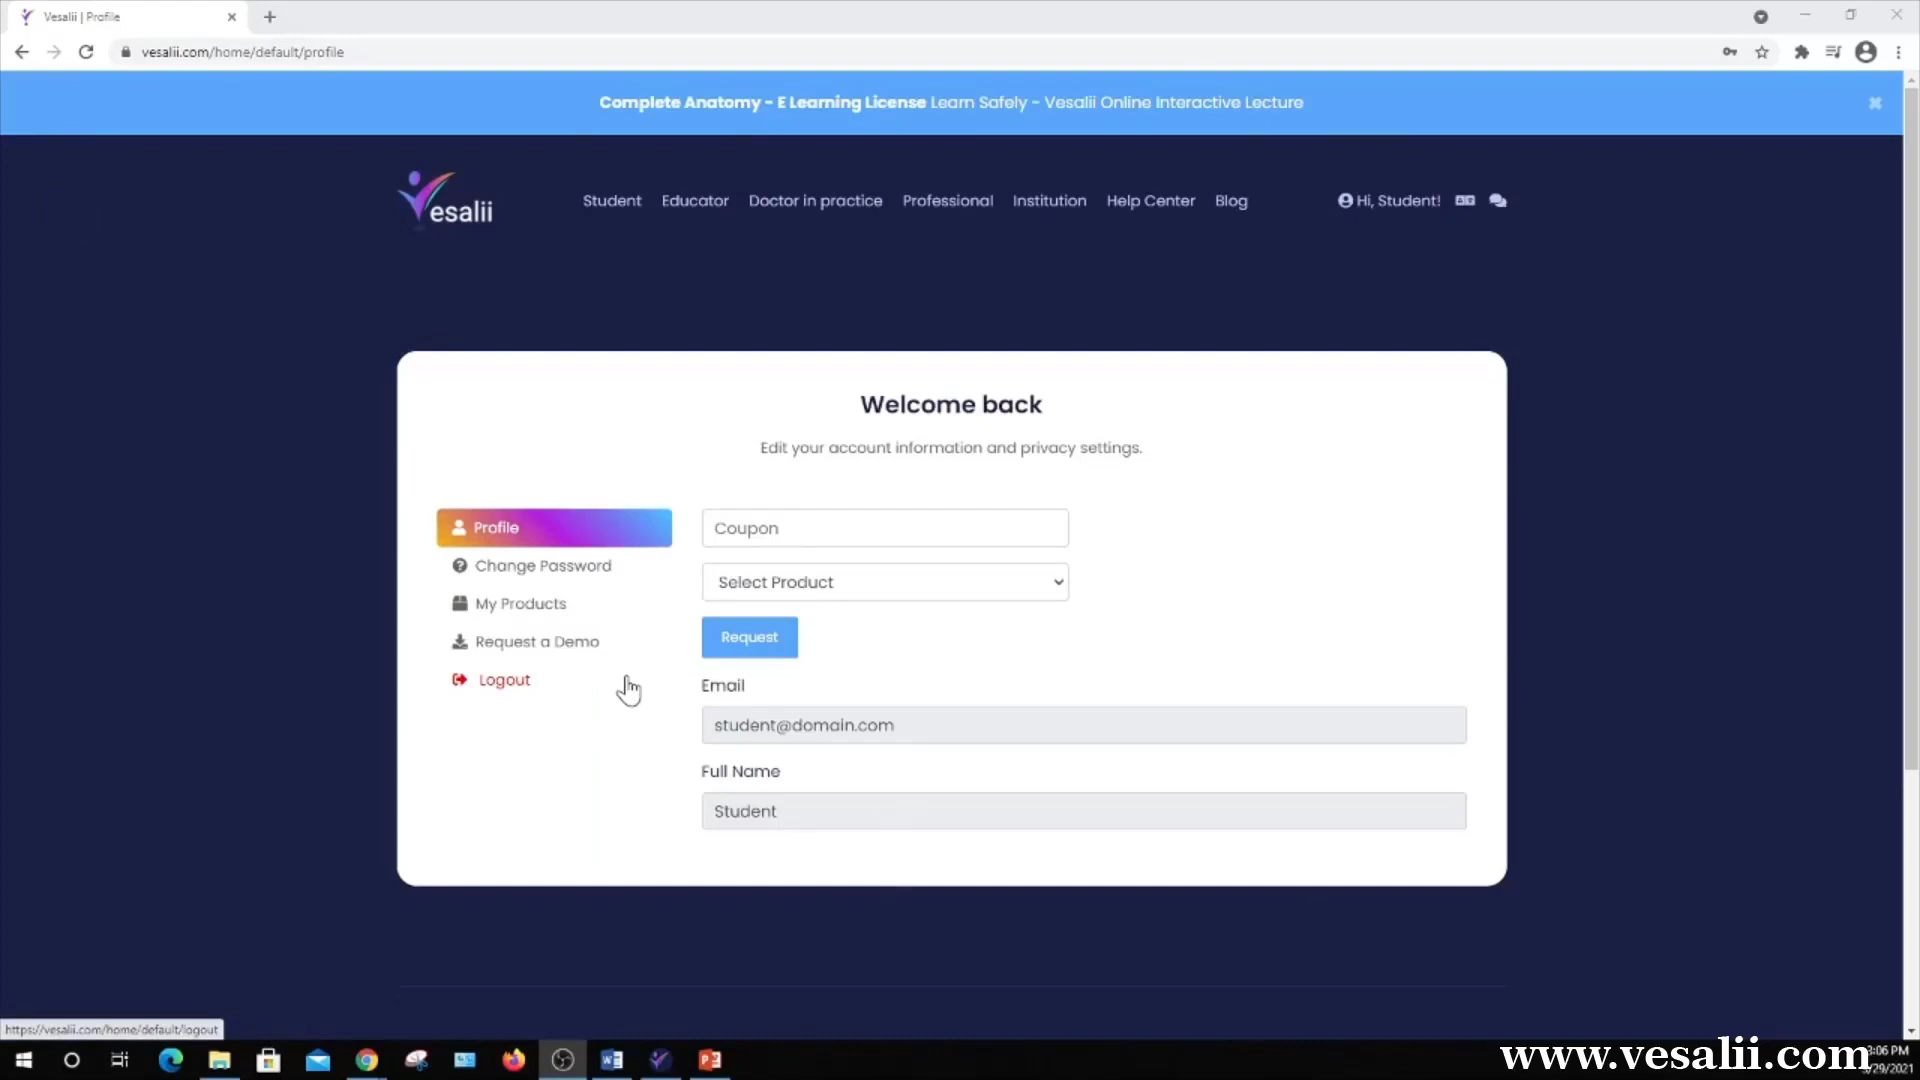 Vesalii | Profile
vesalii.com/home/default/profile
Complete Anatomy - E Learning License Learn Safely - Vesalii Online Interactive Lecture
esalii
Student Educator Doctor in practice Professional Institution Help Center Blog Hi, Student!
Welcome back
Edit your account information and privacy settings.
Profile
Change Password
My Products
Request a Demo
Logout
Coupon
Select Product
Request
Email
student@domain.com
Full Name
Student
https://vesalii.com/home/default/logout
www.vesalii.com